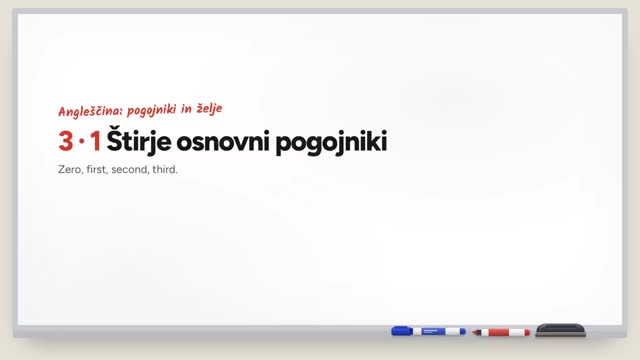 Angleščina: pogojniki in želje
3 · 1 Štirje osnovni pogojniki
Zero, first, second, third.